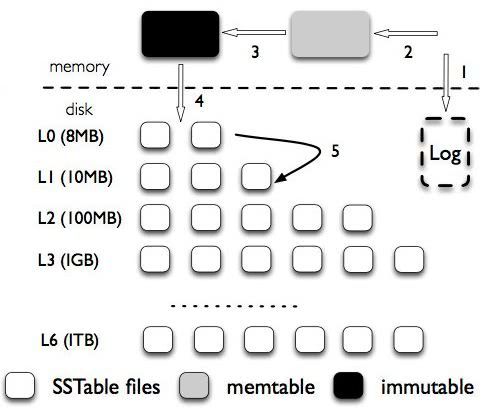 3
2
memory
1
disk
4
L0 (8MB)
5
Log
L1 (10MB)
L2 (100MB)
L3 (1GB)
L6 (1TB)
SSTable files
memtable
immutable